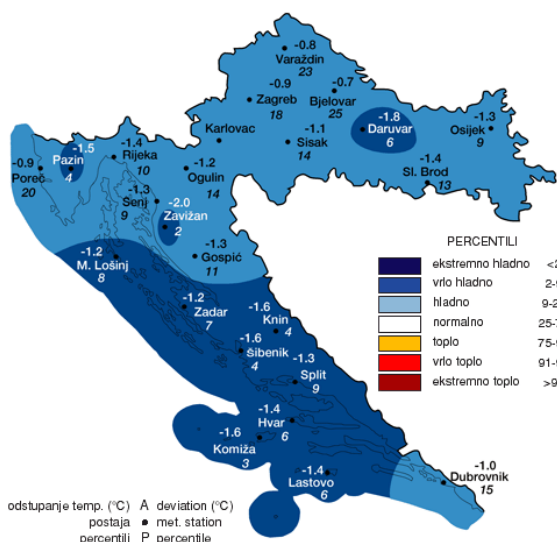 -0.8
Varaždin
23
-0.9
Zagreb
18
-0.7
Bjelovar
25
-1.8
Daruvar
6
-1.3
Osijek
9
Karlovac
-1.1
Sisak
14
-1.4
Sl. Brod
13
-0.9
Poreč
20
-1.5
Pazin
4
-1.4
Rijeka
10
-1.2
Ogulin
14
-1.3
Senj
9
-2.0
Zavižan
2
-1.3
Gospić
11
-1.2
M. Lošinj
8
-1.2
Zadar
7
-1.6
Knin
4
-1.6
Šibenik
4
-1.3
Split
9
-1.4
Hvar
6
-1.6
Komiža
3
-1.4
Lastovo
6
-1.0
Dubrovnik
15
PERCENTILI
ekstremno hladno <2
vrlo hladno 2-9
hladno
normalno
toplo
vrlo toplo
ekstremno toplo
odstupanje temp. (°C) A deviation (°C)
postaja • met. station
percentili P percentile